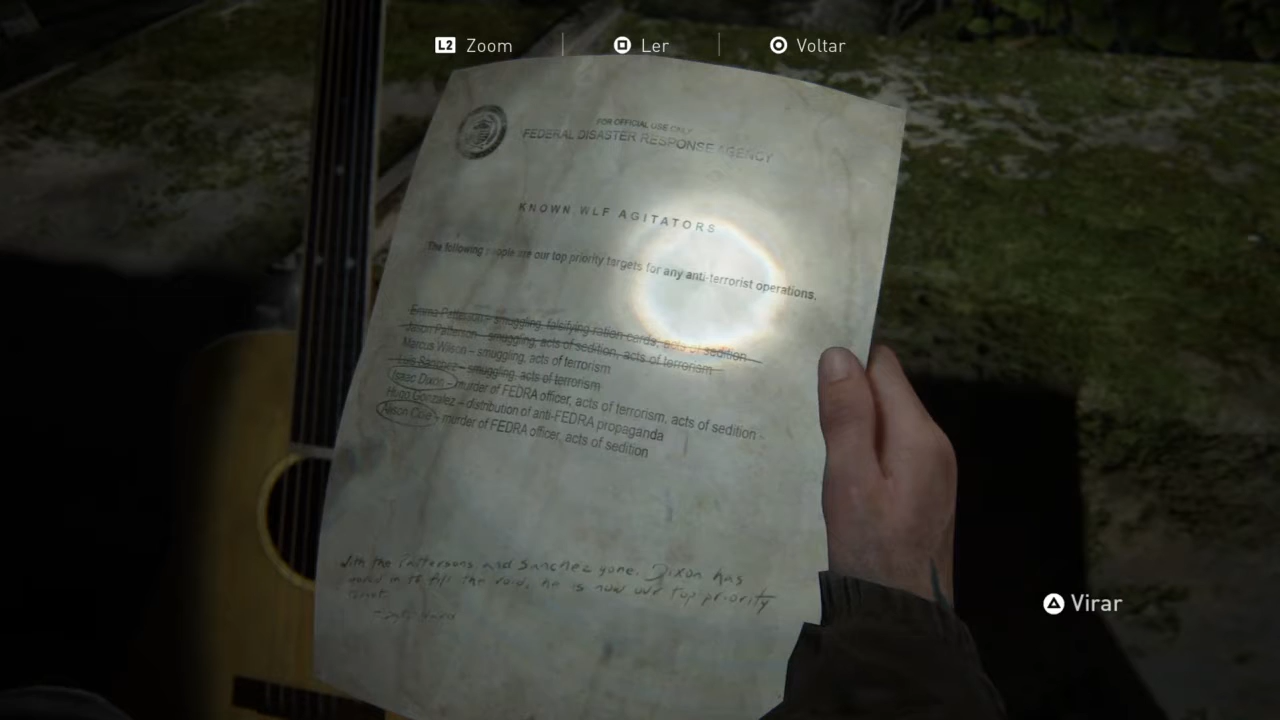 L2 Zoom
Ler
Voltar
FOR OFFICIAL USE ONLY
FEDERAL DISASTER RESPONSE AGENCY
KNOWN WLF AGITATORS
The following people are our top priority targets for any anti-terrorist operations.
Emma Patterson - smuggling, falsifying ration cards, acts of sedition
Jason Patterson - smuggling, acts of sedition, acts of terrorism
Marcus Wilson – smuggling, acts of terrorism
Luis – smuggling, acts of terrorism
Isaac Dixon – murder of FEDRA officer, acts of terrorism, acts of sedition -
Hugo Gonzalez – distribution of anti-FEDRA propaganda
Alison – murder of FEDRA officer, acts of sedition
With the Pattersons and Sanchez gone, Dixon has
moved in to fill the void, he is now our top priority
target.
Virar